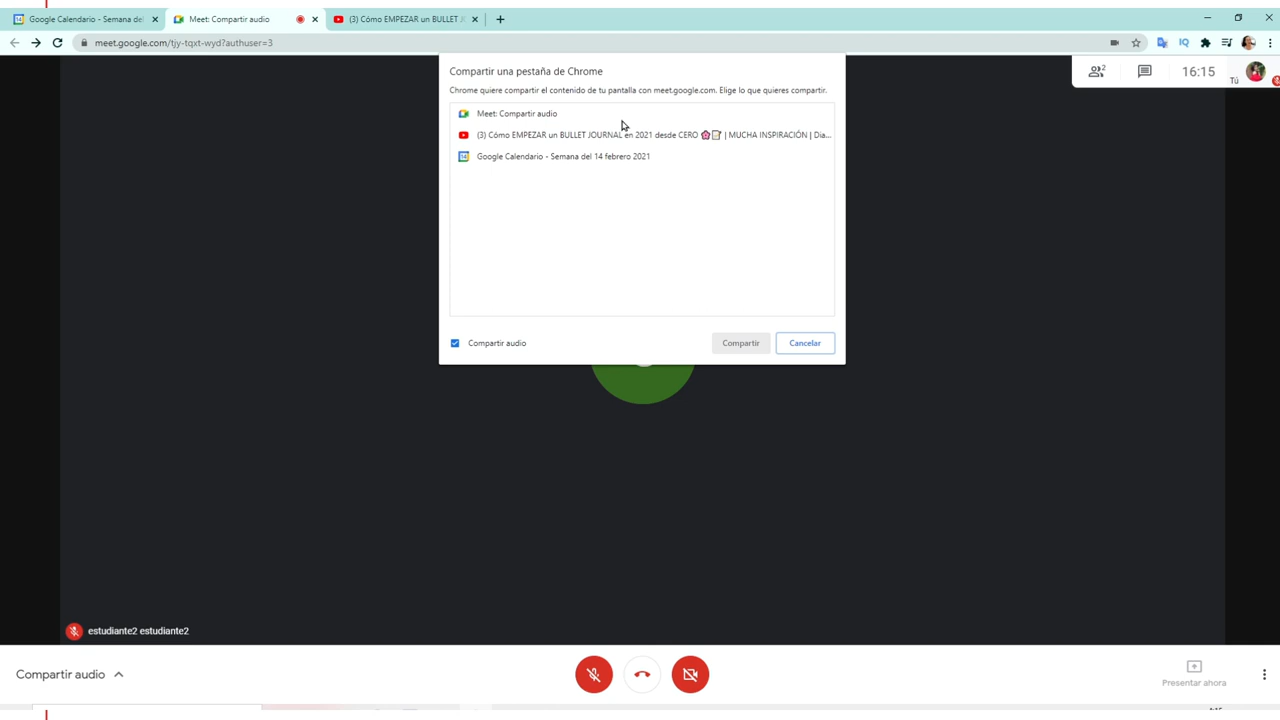 Google Calendario - Semana del
Meet: Compartir audio
(3) Cómo EMPEZAR un BULLET J
meet.google.com/tjy-tqxt-wyd?authuser=3
Compartir una pestaña de Chrome
Chrome quiere compartir el contenido de tu pantalla con meet.google.com. Elige lo que quieres compartir.
Meet: Compartir audio
(3) Cómo EMPEZAR un BULLET JOURNAL en 2021 desde CERO 🌸📝 | MUCHA INSPIRACIÓN | Dia...
Google Calendario - Semana del 14 febrero 2021
Compartir audio
Compartir
Cancelar
2
16:15
Tú
estudiante2 estudiante2
Compartir audio
Presentar ahora